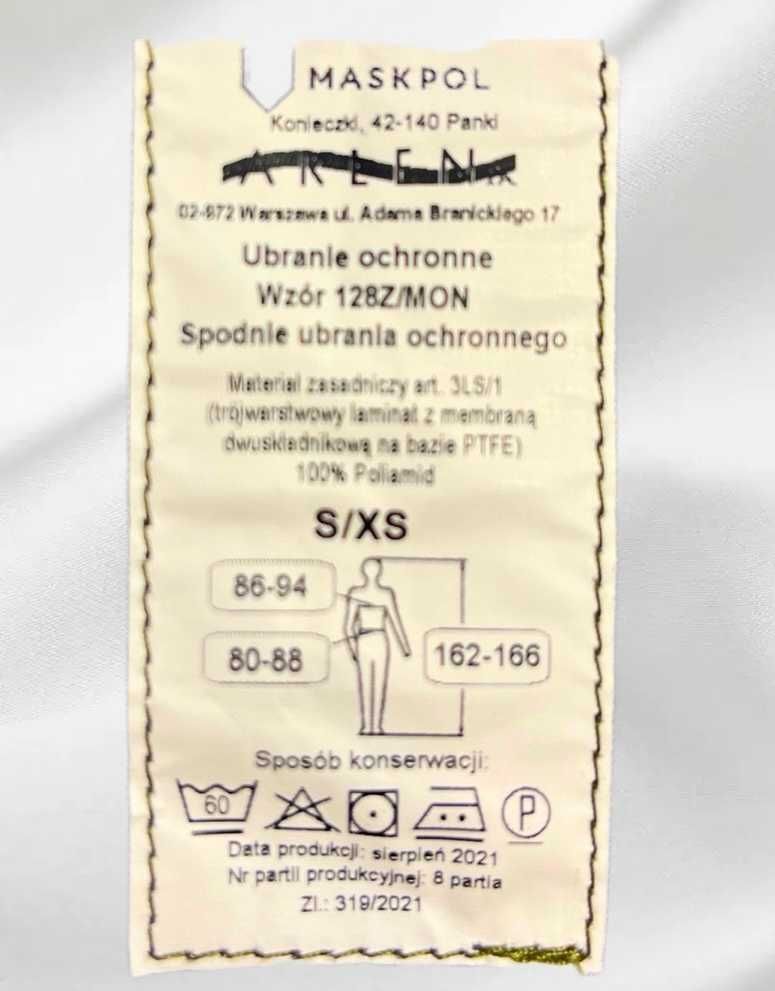 MASKPOL
Konieczki, 42-140 Panki
ARLEN
02-972 Warszawa ul. Adama Branickiego 17
Ubranie ochronne
Wzór 128Z/MON
Spodnie ubrania ochronnego
Materiał zasadniczy art. 3LS/1
(trójwarstwowy laminat z membraną
dwuskładnikową na bazie PTFE)
100% Poliamid
S/XS
86-94
80-88
162-166
Sposób konserwacji:
60
P
Data produkcji: sierpień 2021
Nr partii produkcyjnej: 8 partia
Zl.: 319/2021